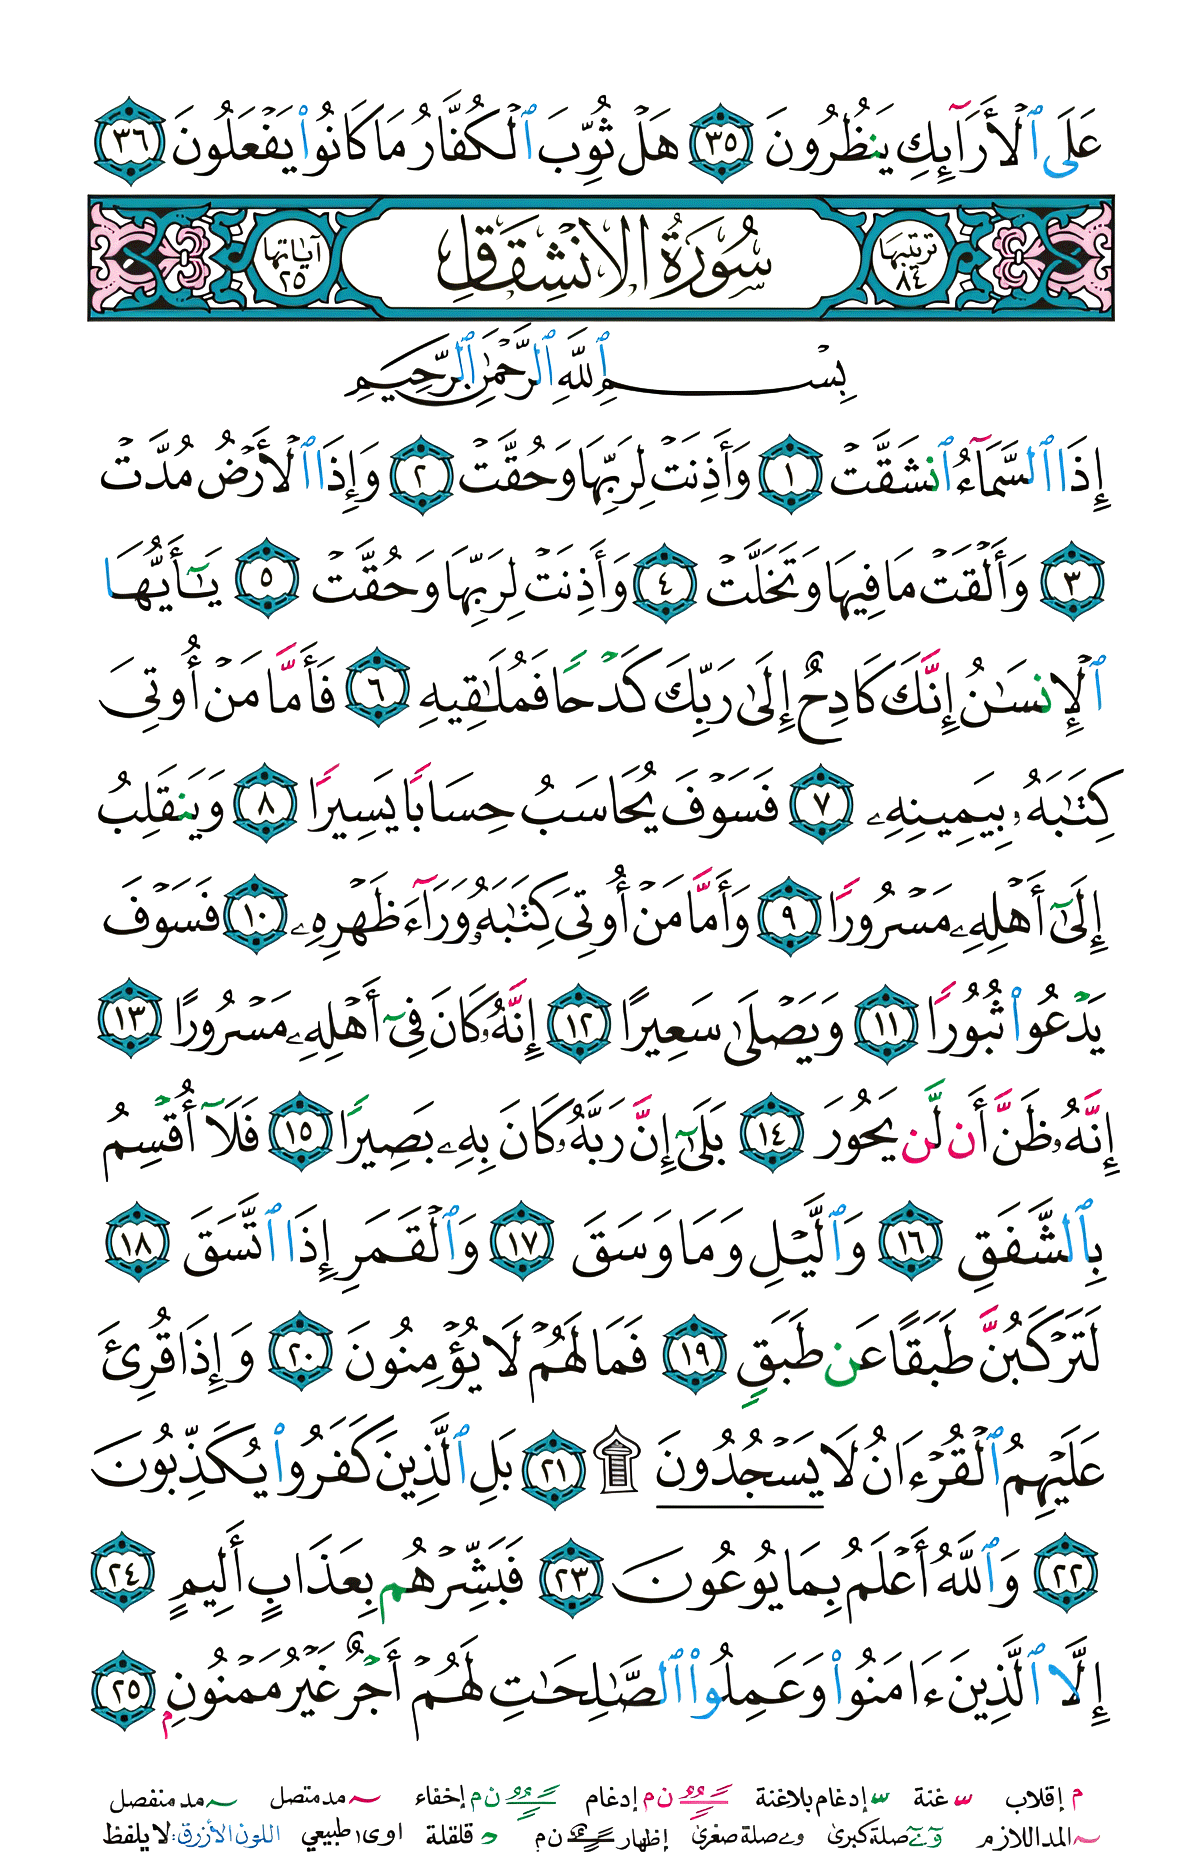 عَلَى ٱلْأَرَآئِكِ يَنظُرُونَ ٣٥ هَلْ ثُوِّبَ ٱلْكُفَّارُ مَا كَانُوا۟ يَفْعَلُونَ ٣٦
ترتيبها ٨٤ سُورَةُ الانْشِقَاقِ آياتها ٢٥
بِسْمِ ٱللَّهِ ٱلرَّحْمَٰنِ ٱلرَّحِيمِ
إِذَا ٱلسَّمَآءُ ٱنشَقَّتْ ١ وَأَذِنَتْ لِرَبِّهَا وَحُقَّتْ ٢ وَإِذَا ٱلْأَرْضُ مُدَّتْ
٣ وَأَلْقَتْ مَا فِيهَا وَتَخَلَّتْ ٤ وَأَذِنَتْ لِرَبِّهَا وَحُقَّتْ ٥ يَٰٓأَيُّهَا
ٱلْإِنسَٰنُ إِنَّكَ كَادِحٌ إِلَىٰ رَبِّكَ كَدْحًا فَمُلَٰقِيهِ ٦ فَأَمَّا مَنْ أُوتِىَ
كِتَٰبَهُۥ بِيَمِينِهِۦ ٧ فَسَوْفَ يُحَاسَبُ حِسَابًا يَسِيرًا ٨ وَيَنقَلِبُ
إِلَىٰٓ أَهْلِهِۦ مَسْرُورًا ٩ وَأَمَّا مَنْ أُوتِىَ كِتَٰبَهُۥ وَرَآءَ ظَهْرِهِۦ ١٠ فَسَوْفَ
يَدْعُوا۟ ثُبُورًا ١١ وَيَصْلَىٰ سَعِيرًا ١٢ إِنَّهُۥ كَانَ فِىٓ أَهْلِهِۦ مَسْرُورًا ١٣
إِنَّهُۥ ظَنَّ أَن لَّن يَحُورَ ١٤ بَلَىٰٓ إِنَّ رَبَّهُۥ كَانَ بِهِۦ بَصِيرًا ١٥ فَلَآ أُقْسِمُ
بِٱلشَّفَقِ ١٦ وَٱلَّيْلِ وَمَا وَسَقَ ١٧ وَٱلْقَمَرِ إِذَا ٱتَّسَقَ ١٨
لَتَرْكَبُنَّ طَبَقًا عَن طَبَقٍ ١٩ فَمَا لَهُمْ لَا يُؤْمِنُونَ ٢٠ وَإِذَا قُرِئَ
عَلَيْهِمُ ٱلْقُرْءَانُ لَا يَسْجُدُونَ ۩ ٢١ بَلِ ٱلَّذِينَ كَفَرُوا۟ يُكَذِّبُونَ
٢٢ وَٱللَّهُ أَعْلَمُ بِمَا يُوعُونَ ٢٣ فَبَشِّرْهُم بِعَذَابٍ أَلِيمٍ ٢٤
إِلَّا ٱلَّذِينَ ءَامَنُوا۟ وَعَمِلُوا۟ ٱلصَّٰلِحَٰتِ لَهُمْ أَجْرٌ غَيْرُ مَمْنُونٍۭ ٢٥
م إقلاب غنة إدغام بلاغنة ن م إدغام ن م إخفاء مد متصل مد منفصل
المد اللازم صلة كبرى و ے صلة صغرى إظهار ن م قلقلة ا و ى طبيعي اللون الأزرق: لا يلفظ